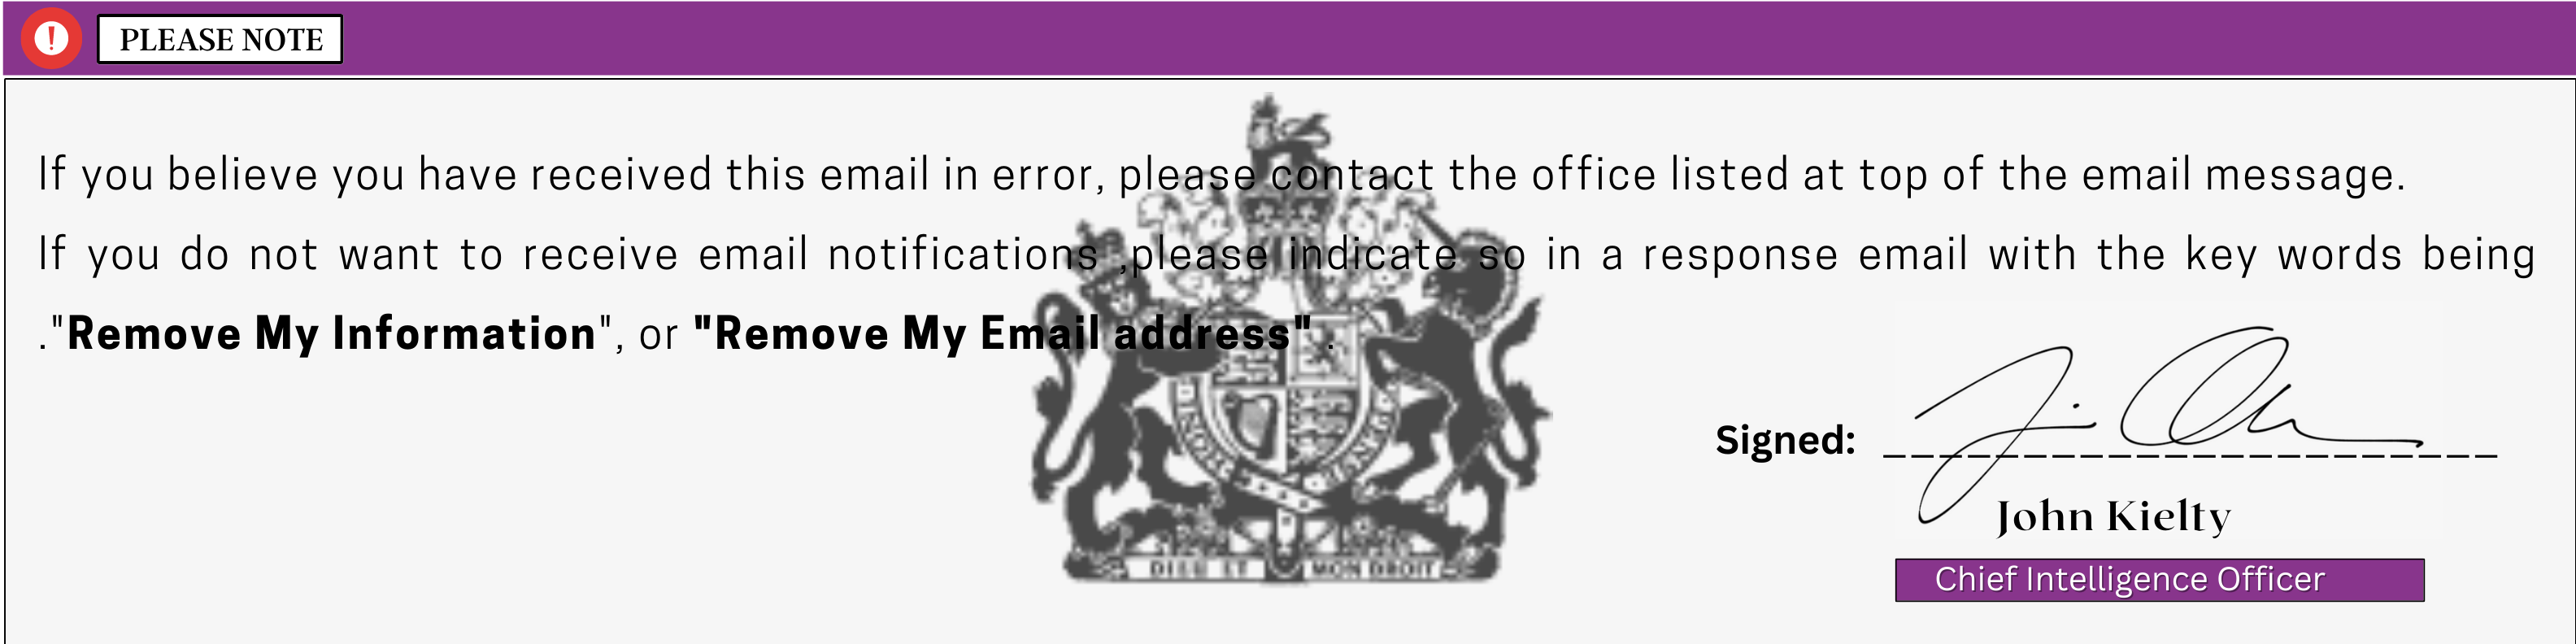 PLEASE NOTE
If you believe you have received this email in error, please contact the office listed at top of the email message.
If you do not want to receive email notifications ,please indicate so in a response email with the key words being
."Remove My Information", or "Remove My Email address" .
Signed:
John Kielty
Chief Intelligence Officer
DIEU ET MON DROIT